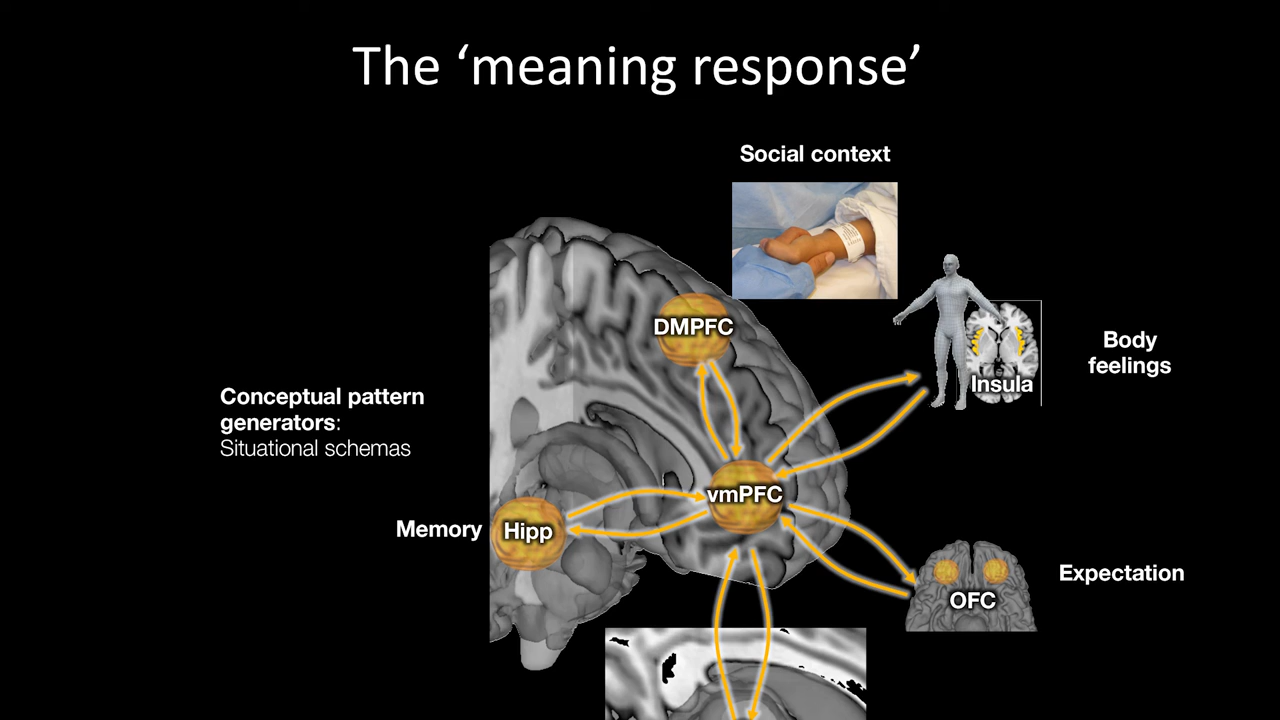 The ‘meaning response’
Social context
DMPFC
Body
feelings
Insula
Conceptual pattern
generators:
Situational schemas
vmPFC
Memory
Hipp
Expectation
OFC